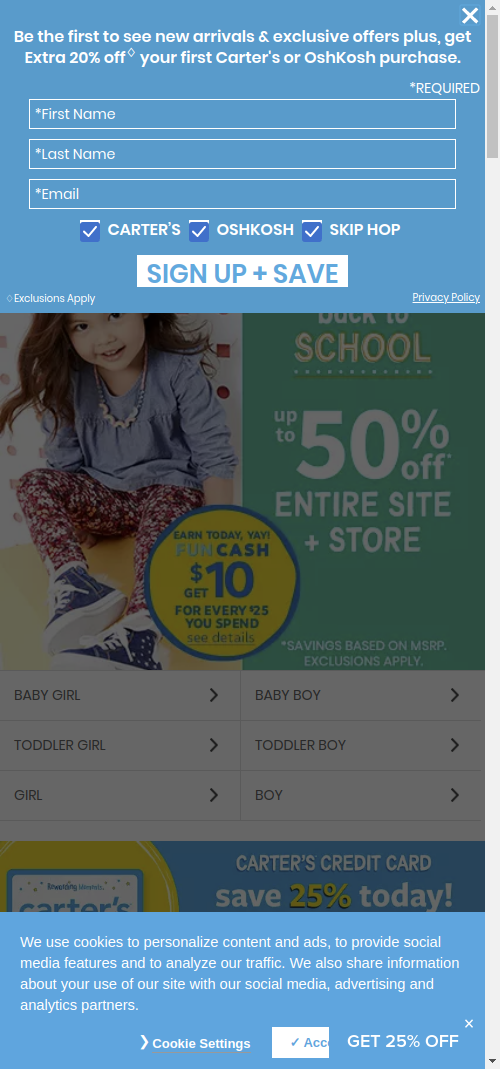 Be the first to see new arrivals & exclusive offers plus, get
Extra 20% off♢ your first Carter's or OshKosh purchase.
*REQUIRED
*First Name
*Last Name
*Email
CARTER'S OSHKOSH SKIP HOP
SIGN UP + SAVE
♢Exclusions Apply
Privacy Policy
back to
SCHOOL
up to 50% off*
ENTIRE SITE
+ STORE
EARN TODAY, YAY!
FUN CASH
GET $10
FOR EVERY $25
YOU SPEND
see details
*SAVINGS BASED ON MSRP.
EXCLUSIONS APPLY.
BABY GIRL
BABY BOY
TODDLER GIRL
TODDLER BOY
GIRL
BOY
Rewarding Moments
carter's
CARTER'S CREDIT CARD
save 25% today!
We use cookies to personalize content and ads, to provide social
media features and to analyze our traffic. We also share information
about your use of our site with our social media, advertising and
analytics partners.
❯ Cookie Settings
✓ Acc
GET 25% OFF
×